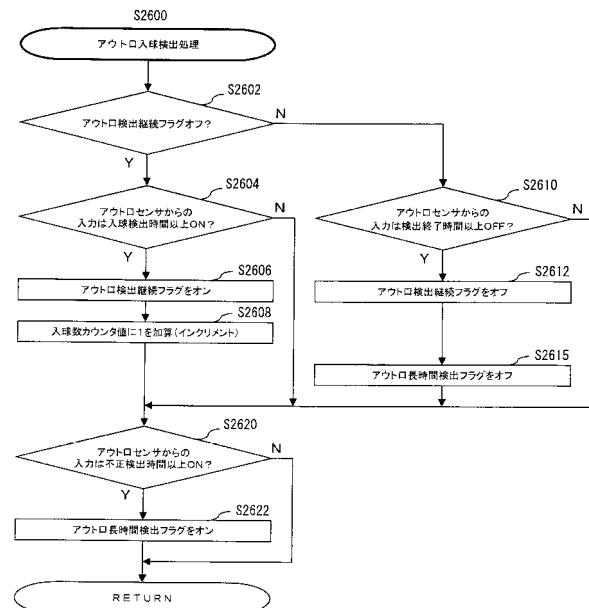 S2600
アウトロ入球検出処理
S2602
アウトロ検出継続フラグオフ？
N
Y
S2604
アウトロセンサからの
入力は入球検出時間以上ON？
N
Y
S2610
アウトロセンサからの
入力は検出終了時間以上OFF？
N
Y
S2606
アウトロ検出継続フラグをオン
S2612
アウトロ検出継続フラグをオフ
S2608
入球数カウンタ値に1を加算(インクリメント)
S2615
アウトロ長時間検出フラグをオフ
S2620
アウトロセンサからの
入力は不正検出時間以上ON？
N
Y
S2622
アウトロ長時間検出フラグをオン
RETURN